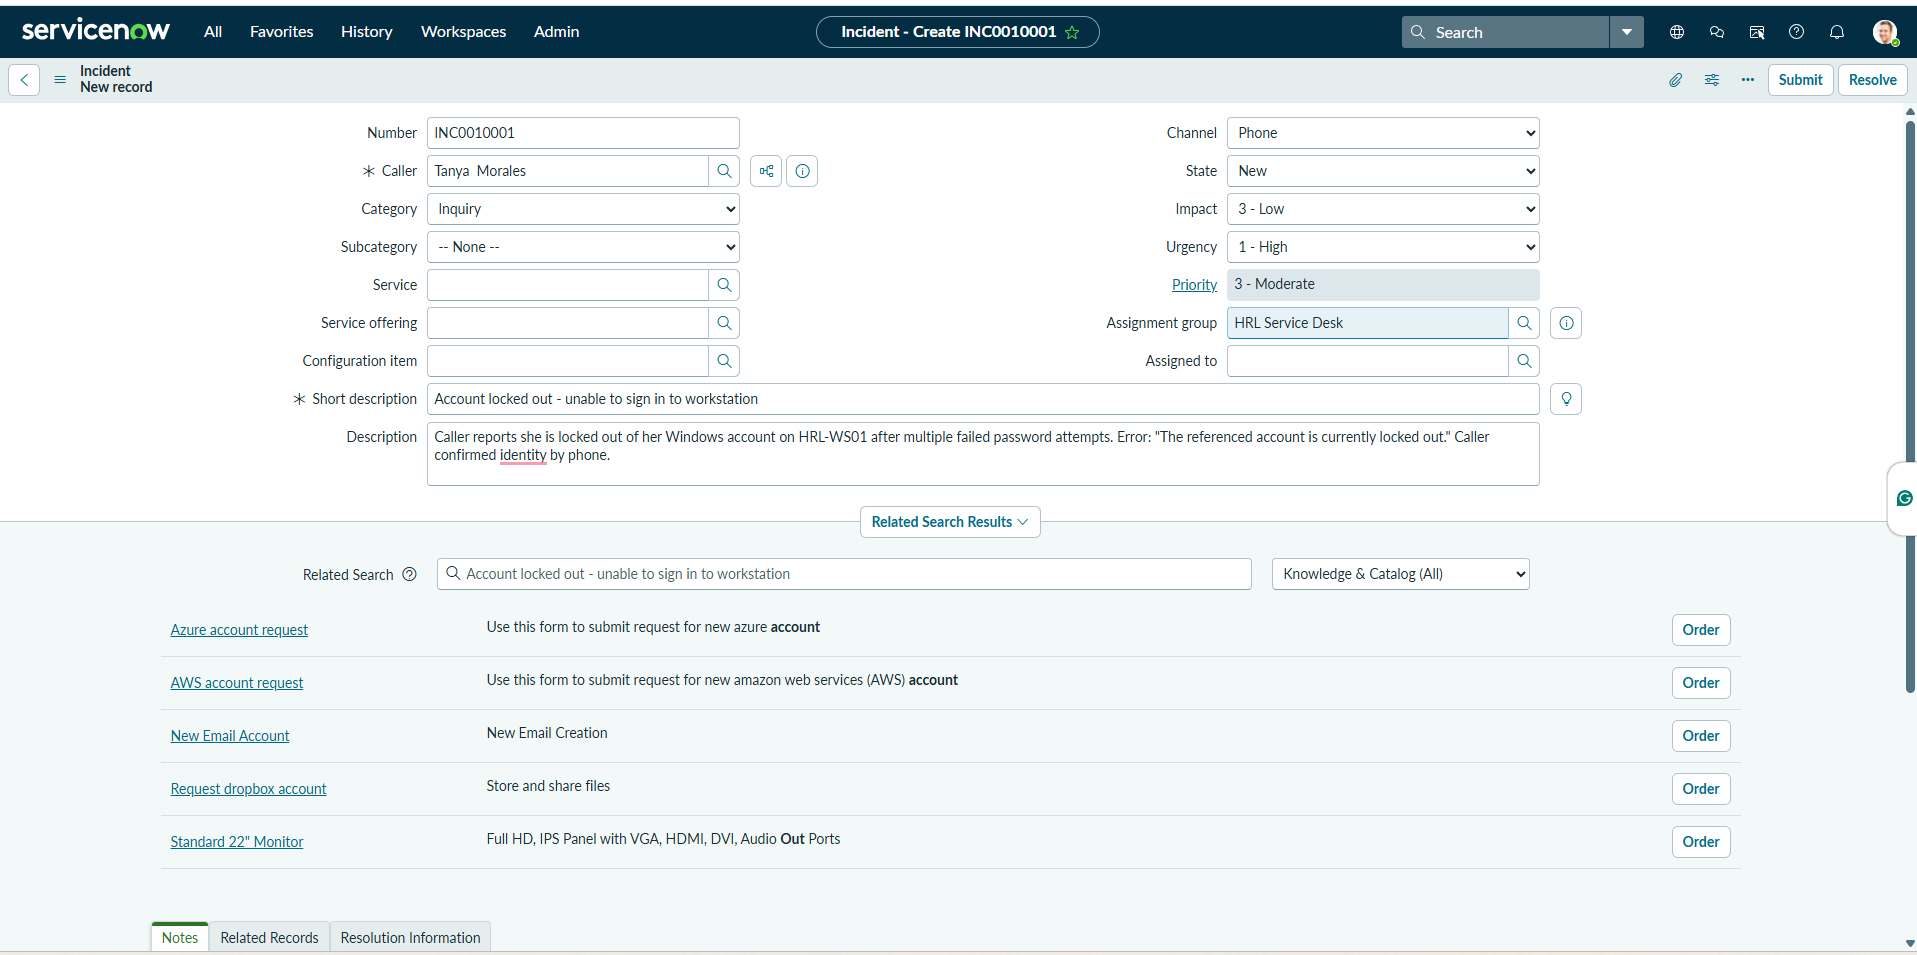 servicenow All Favorites History Workspaces Admin Incident - Create INC0010001 Search
Incident
New record
Submit Resolve
Number INC0010001 Channel Phone
Caller Tanya Morales State New
Category Inquiry Impact 3 - Low
Subcategory -- None -- Urgency 1 - High
Service Priority 3 - Moderate
Service offering Assignment group HRL Service Desk
Configuration item Assigned to
Short description Account locked out - unable to sign in to workstation
Description Caller reports she is locked out of her Windows account on HRL-WS01 after multiple failed password attempts. Error: "The referenced account is currently locked out." Caller
confirmed identity by phone.
Related Search Results
Related Search Account locked out - unable to sign in to workstation Knowledge & Catalog (All)
Azure account request Use this form to submit request for new azure account Order
AWS account request Use this form to submit request for new amazon web services (AWS) account Order
New Email Account New Email Creation Order
Request dropbox account Store and share files Order
Standard 22" Monitor Full HD, IPS Panel with VGA, HDMI, DVI, Audio Out Ports Order
Notes Related Records Resolution Information